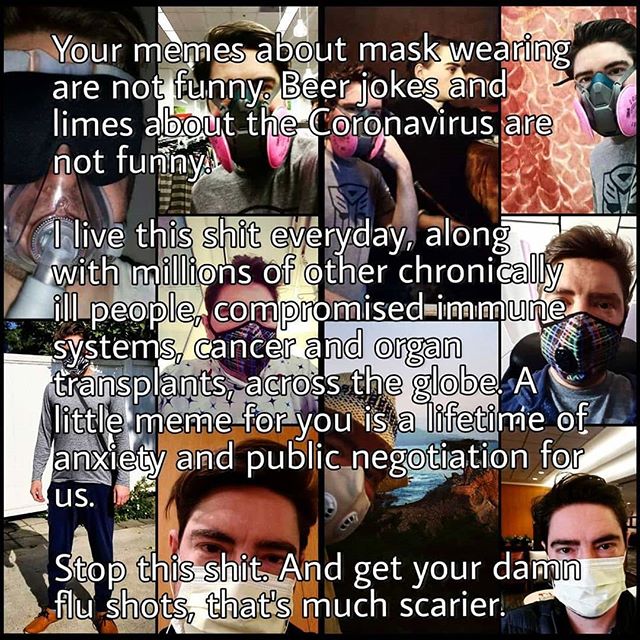 Your memes about mask wearing
are not funny. Beer jokes and
limes about the Coronavirus are
not funny.
I live this shit everyday, along
with millions of other chronically
ill people, compromised immune
systems, cancer and organ
transplants, across the globe. A
little meme for you is a lifetime of
anxiety and public negotiation for
us.
Stop this shit. And get your damn
flu shots, that's much scarier.